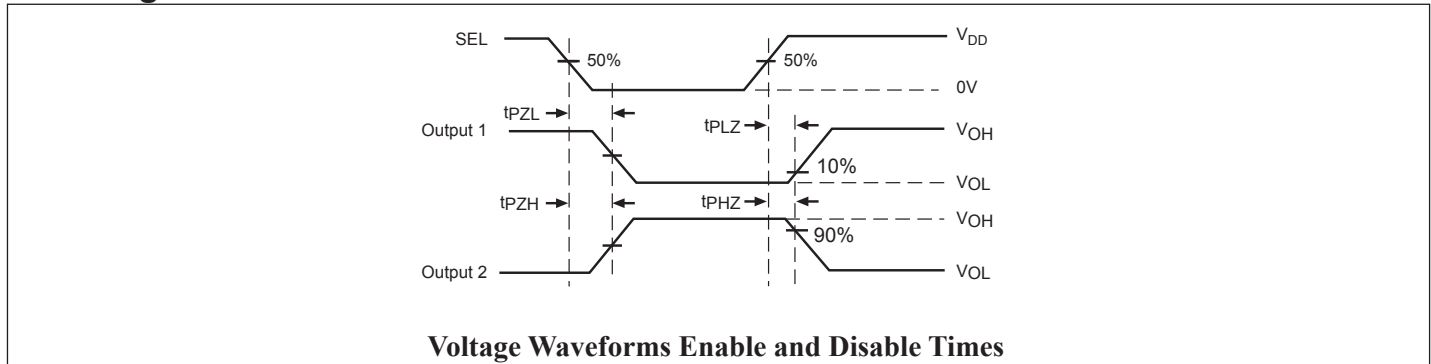 SEL
50%
50%
VDD
0V
tPZL
tPLZ
Output 1
VOH
10%
VOL
tPZH
tPHZ
VOH
90%
Output 2
VOL
Voltage Waveforms Enable and Disable Times